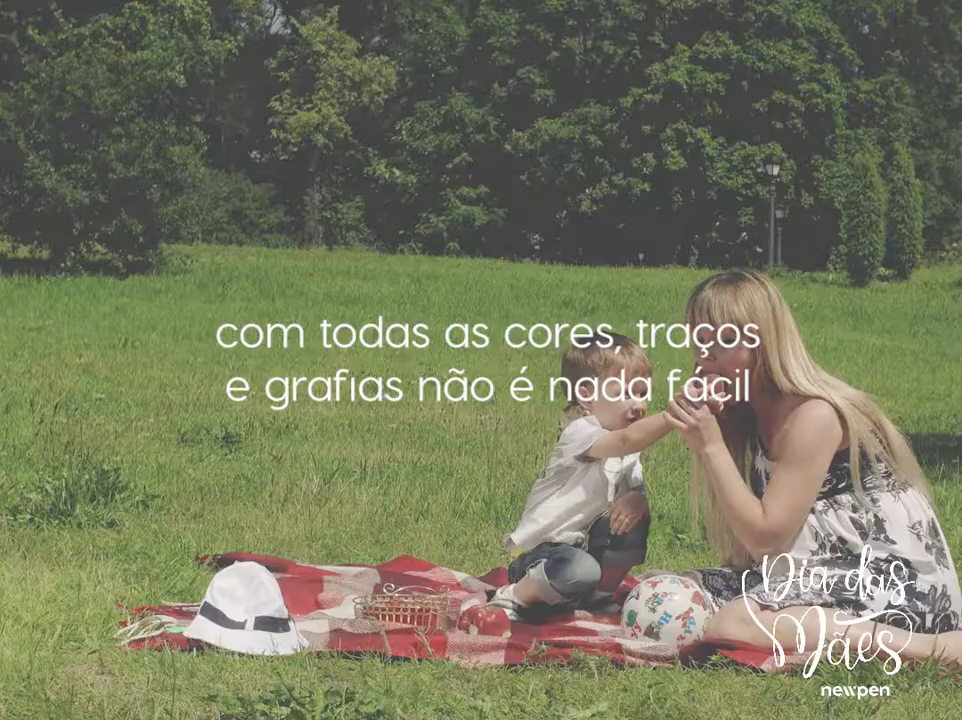 com todas as cores, traços
e grafias não é nada fácil
Dia das
Mães
newpen